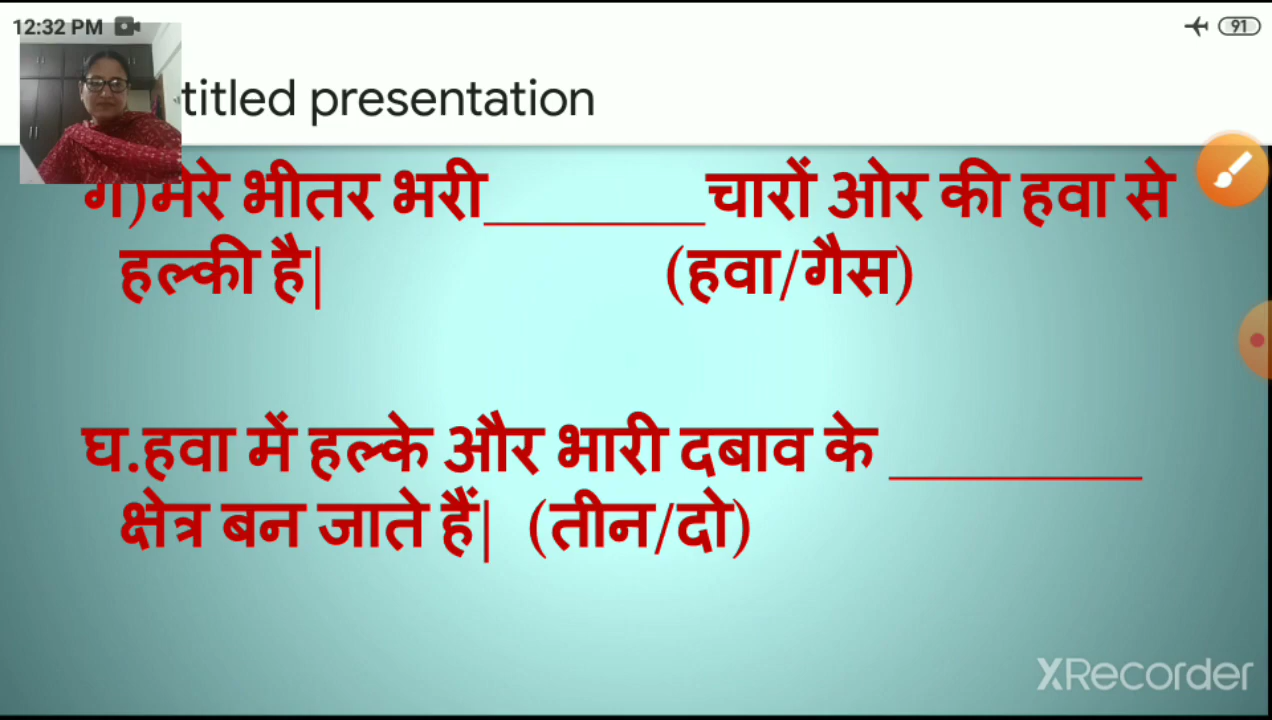 12:32 PM
91
titled presentation
ग)मेरे भीतर भरी________चारों ओर की हवा से
हल्की है| (हवा/गैस)
घ.हवा में हल्के और भारी दबाव के _________
क्षेत्र बन जाते हैं| (तीन/दो)
XRecorder